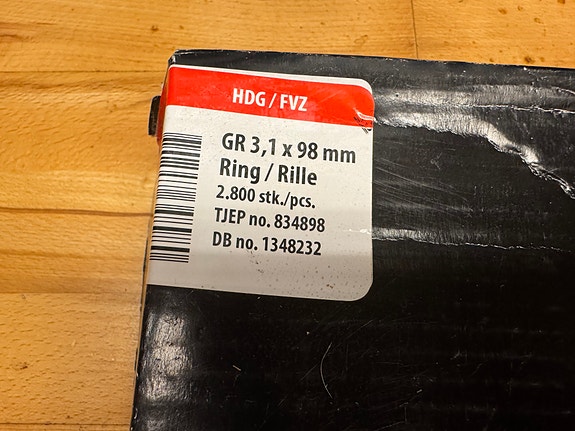 HDG / FVZ
GR 3,1 x 98 mm
Ring / Rille
2.800 stk./pcs.
TJEP no. 834898
DB no. 1348232